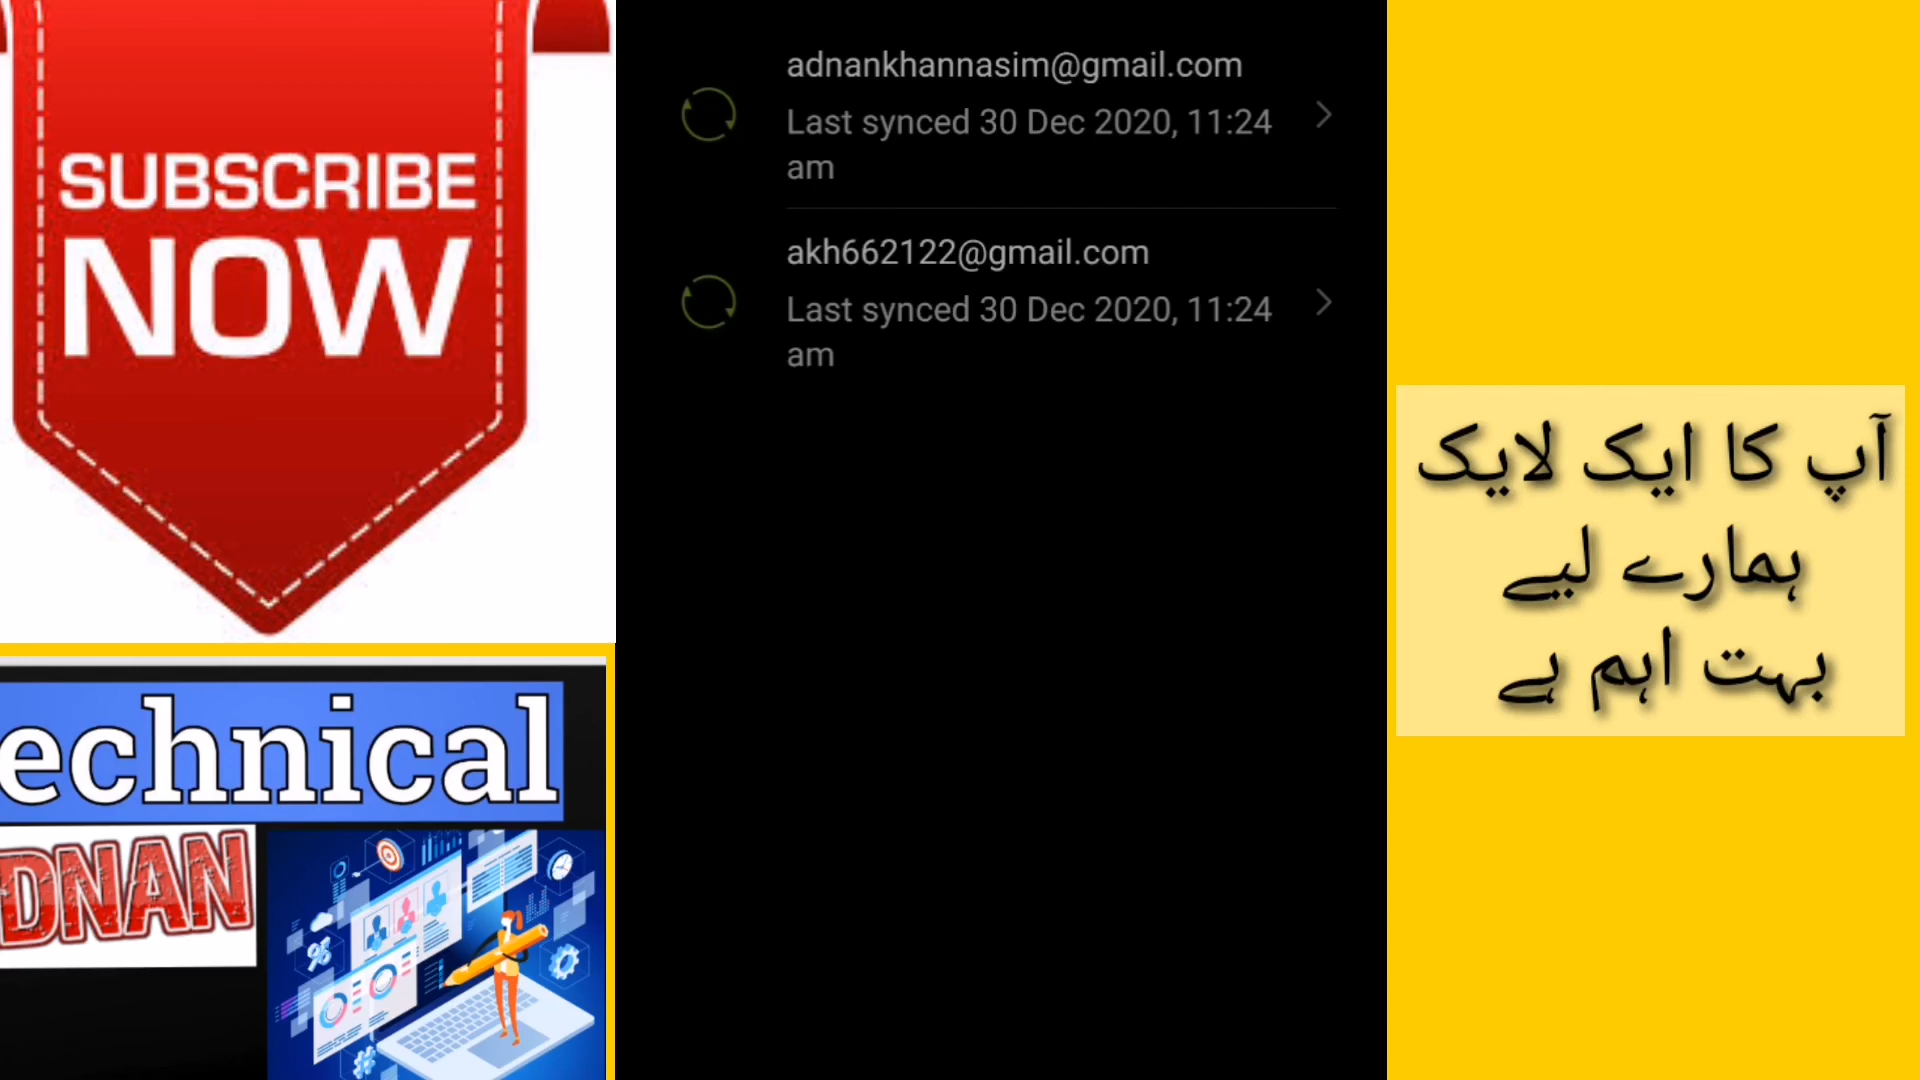 SUBSCRIBE
NOW
echnical
DNAN
adnankhannasim@gmail.com
Last synced 30 Dec 2020, 11:24
am
akh662122@gmail.com
Last synced 30 Dec 2020, 11:24
am
آپ کا ایک لایک
ہمارے لیے
بہت اہم ہے